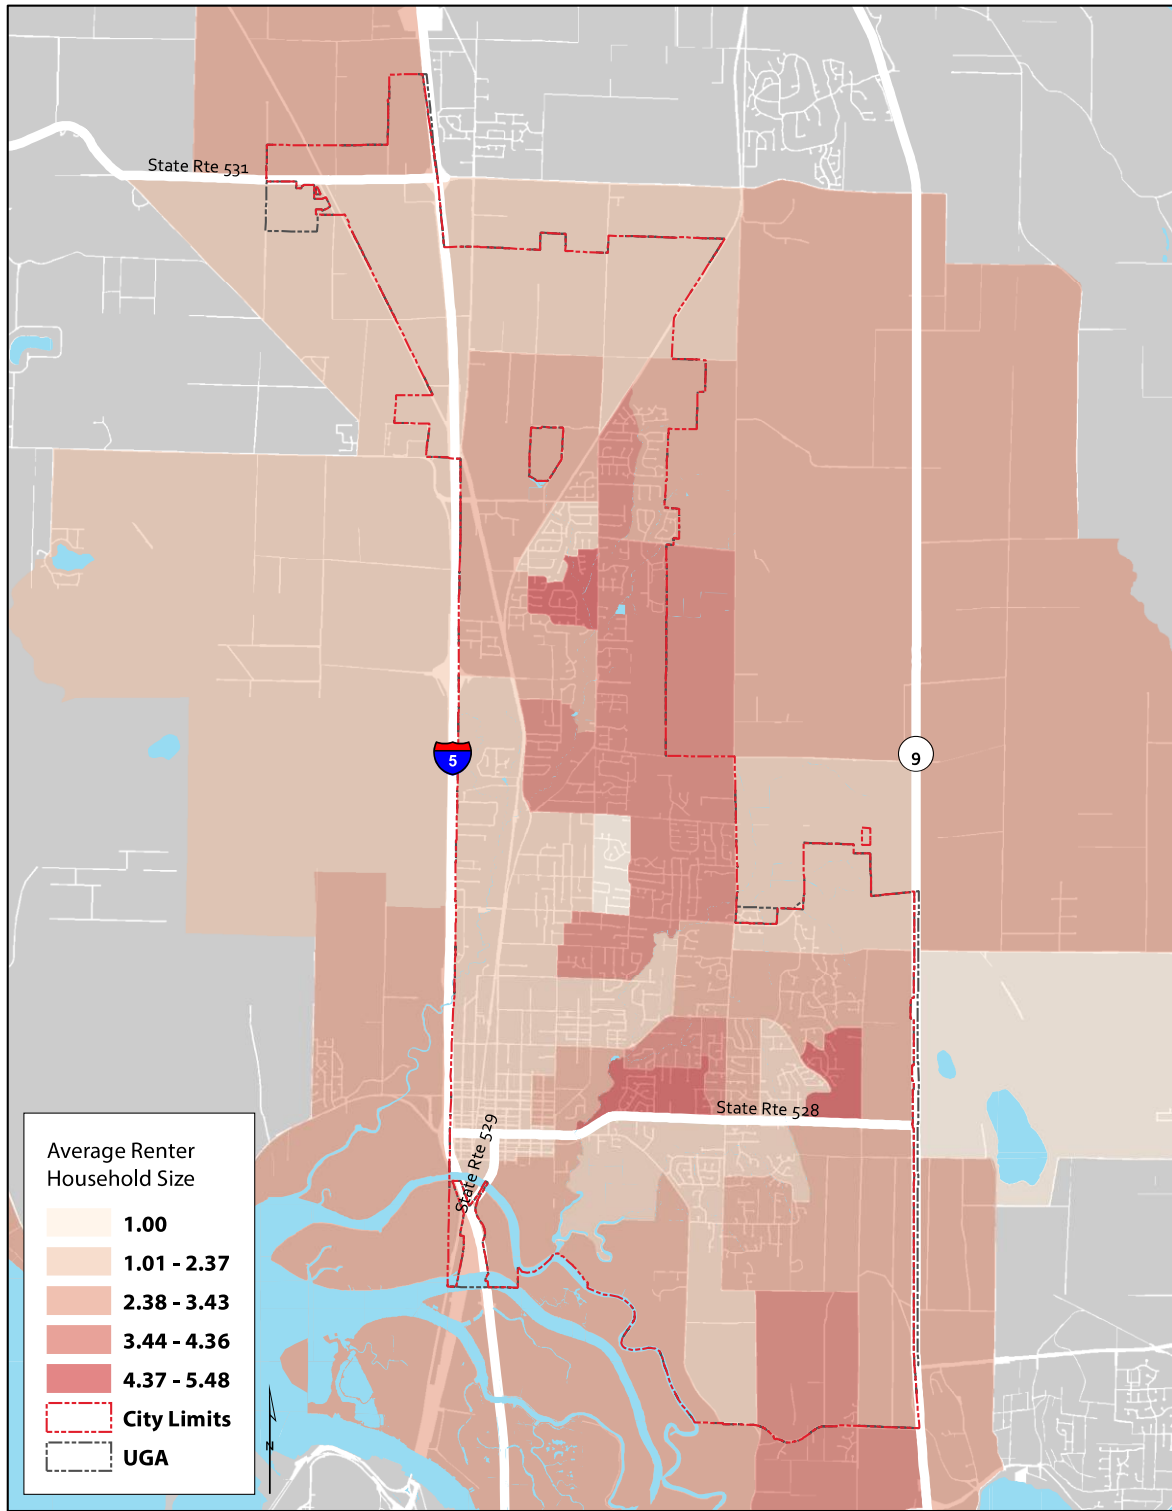 State Rte 531
5
9
State Rte 528
State Rte 529
Average Renter
Household Size
1.00
1.01 - 2.37
2.38 - 3.43
3.44 - 4.36
4.37 - 5.48
City Limits
UGA
N